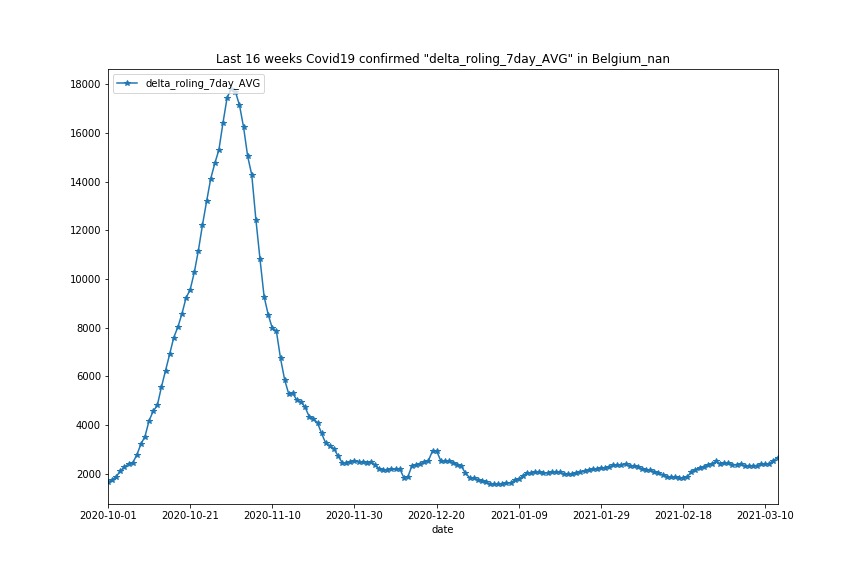 Last 16 weeks Covid19 confirmed "delta_roling_7day_AVG" in Belgium_nan
delta_roling_7day_AVG
18000
16000
14000
12000
10000
8000
6000
4000
2000
2020-10-01 2020-10-21 2020-11-10 2020-11-30 2020-12-20 2021-01-09 2021-01-29 2021-02-18 2021-03-10
date